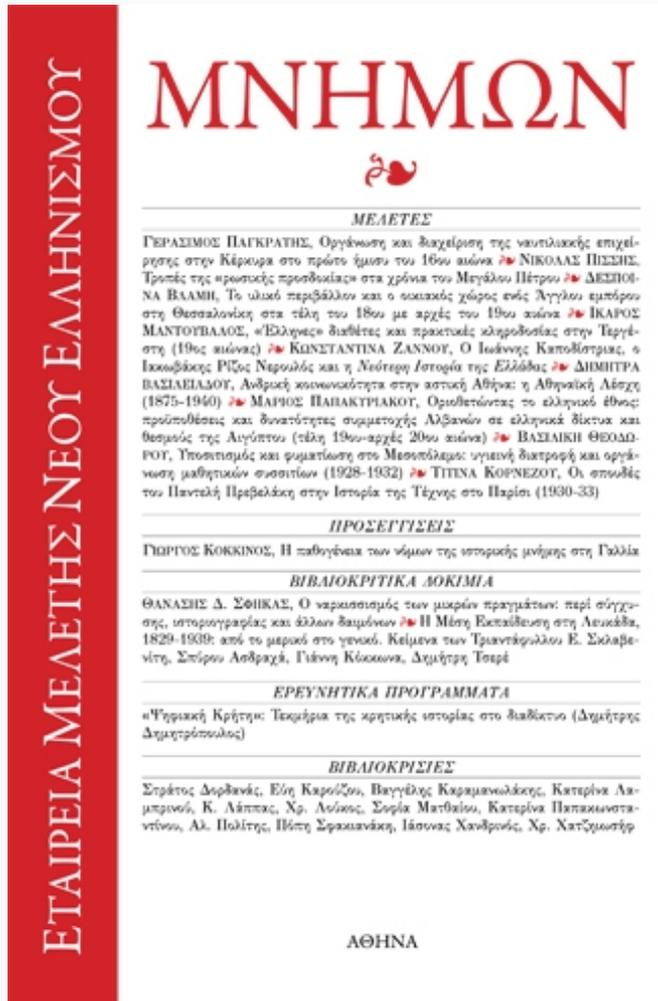 ΕΤΑΙΡΕΙΑ ΜΕΛΕΤΗΣ ΝΕΟΥ ΕΛΛΗΝΙΣΜΟΥ
ΜΝΗΜΩΝ
ΜΕΛΕΤΕΣ
ΓΕΡΑΣΙΜΟΣ ΠΑΓΚΡΑΤΗΣ, Οργάνωση και διαχείριση της ναυτιλιακής επιχεί-
ρησης στην Κέρκυρα στο πρώτο ήμισυ του 16ου αιώνα ❧ ΝΙΚΟΛΑΣ ΠΙΣΣΗΣ,
Τροπές της «ρωσικής προσδοκίας» στα χρόνια του Μεγάλου Πέτρου ❧ ΔΕΣΠΟΙ-
ΝΑ ΒΛΑΜΗ, Το υλικό περιβάλλον και ο οικιακός χώρος ενός Άγγλου εμπόρου
στη Θεσσαλονίκη στα τέλη του 18ου με αρχές του 19ου αιώνα ❧ ΙΚΑΡΟΣ
ΜΑΝΤΟΥΒΑΛΟΣ, «Έλληνες» διαθέτες και πρακτικές κληροδοσίας στην Τεργέ-
στη (19ος αιώνας) ❧ ΚΩΝΣΤΑΝΤΙΝΑ ΖΑΝΝΟΥ, Ο Ιωάννης Καποδίστριας, ο
Ιακωβάκης Ρίζος Νερουλός και η Νεότερη Ιστορία της Ελλάδας ❧ ΔΗΜΗΤΡΑ
ΒΑΣΙΛΕΙΑΔΟΥ, Ανδρική κοινωνικότητα στην αστική Αθήνα: η Αθηναϊκή Λέσχη
(1875-1940) ❧ ΜΑΡΙΟΣ ΠΑΠΑΚΥΡΙΑΚΟΥ, Οριοθετώντας το ελληνικό έθνος:
προϋποθέσεις και δυνατότητες συμμετοχής Αλβανών σε ελληνικά δίκτυα και
θεσμούς της Αιγύπτου (τέλη 19ου-αρχές 20ου αιώνα) ❧ ΒΑΣΙΛΙΚΗ ΘΕΟΔΩ-
ΡΟΥ, Υποσιτισμός και φυματίωση στο Μεσοπόλεμο: υγιεινή διατροφή και οργά-
νωση μαθητικών συσσιτίων (1928-1932) ❧ ΤΙΤΙΝΑ ΚΟΡΝΕΖΟΥ, Οι σπουδές
του Παντελή Πρεβελάκη στην Ιστορία της Τέχνης στο Παρίσι (1930-33)
ΠΡΟΣΕΓΓΙΣΕΙΣ
ΓΙΩΡΓΟΣ ΚΟΚΚΙΝΟΣ, Η παθογένεια των νόμων της ιστορικής μνήμης στη Γαλλία
ΒΙΒΛΙΟΚΡΙΤΙΚΑ ΔΟΚΙΜΙΑ
ΘΑΝΑΣΗΣ Δ. ΣΦΗΚΑΣ, Ο ναρκισσισμός των μικρών πραγμάτων: περί σύγχυ-
σης, ιστοριογραφίας και άλλων δαιμόνων ❧ Η Μέση Εκπαίδευση στη Λευκάδα,
1829-1939: από το μερικό στο γενικό. Κείμενα των Τριαντάφυλλου Ε. Σκλαβε-
νίτη, Σπύρου Ασδραχά, Γιάννη Κόκκωνα, Δημήτρη Τσερέ
ΕΡΕΥΝΗΤΙΚΑ ΠΡΟΓΡΑΜΜΑΤΑ
«Ψηφιακή Κρήτη»: Τεκμήρια της κρητικής ιστορίας στο διαδίκτυο (Δημήτρης
Δημητρόπουλος)
ΒΙΒΛΙΟΚΡΙΣΙΕΣ
Στράτος Δορδανάς, Εύη Καρούζου, Βαγγέλης Καραμανωλάκης, Κατερίνα Λα-
μπρινού, Κ. Λάππας, Χρ. Λούκος, Σοφία Ματθαίου, Κατερίνα Παπακωνστα-
ντίνου, Αλ. Πολίτης, Πόπη Σφακιανάκη, Ιάσονας Χανδρινός, Χρ. Χατζηιωσήφ
ΑΘΗΝΑ